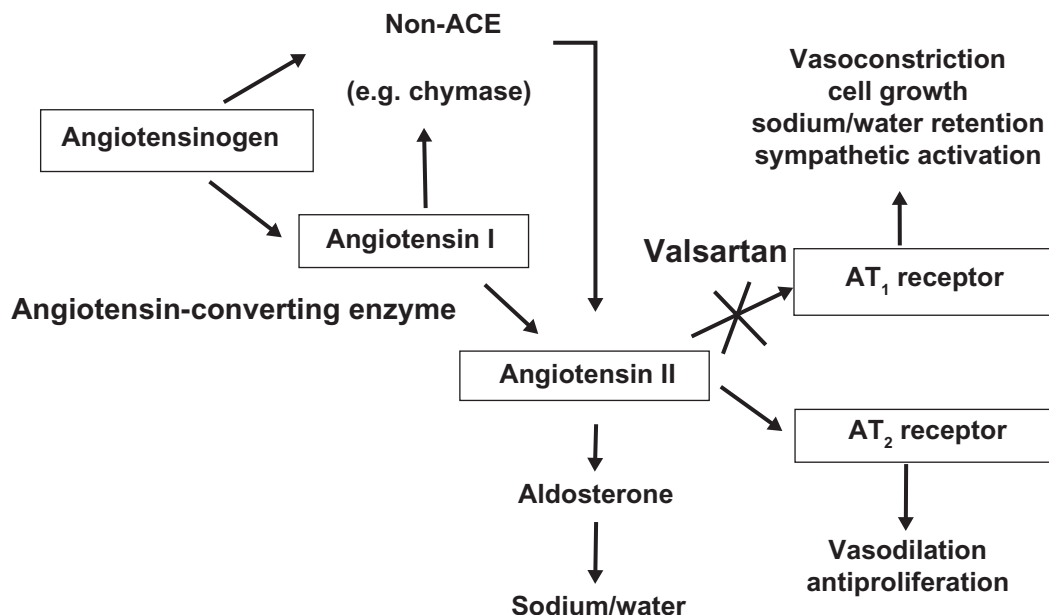 Non-ACE
(e.g. chymase)
Vasoconstriction
cell growth
sodium/water retention
sympathetic activation
Angiotensinogen
Angiotensin I
Valsartan
AT₁ receptor
Angiotensin-converting enzyme
Angiotensin II
AT₂ receptor
Aldosterone
Vasodilation
antiproliferation
Sodium/water